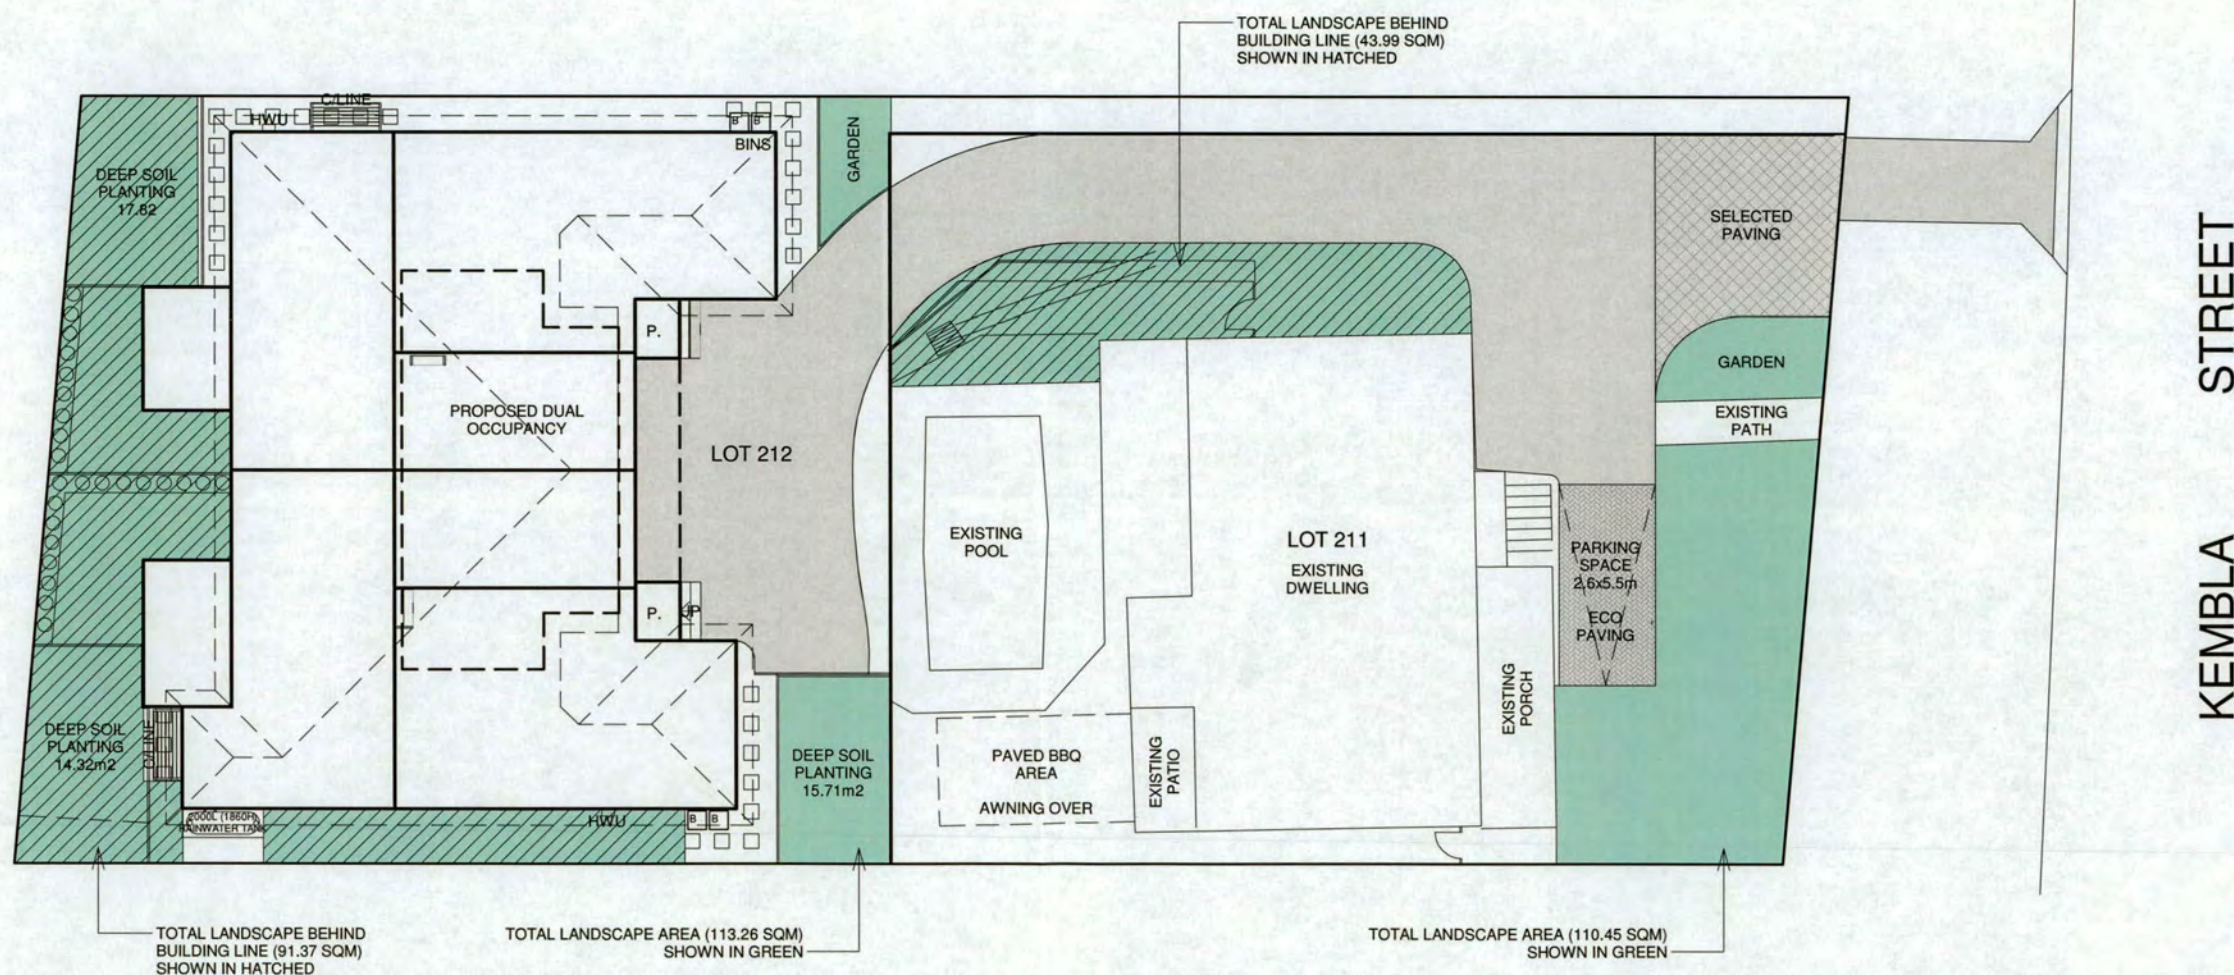 TOTAL LANDSCAPE BEHIND
BUILDING LINE (43.99 SQM)
SHOWN IN HATCHED
C/LINE
HWU
B
B
BINS
GARDEN
DEEP SOIL
PLANTING
17.82
SELECTED
PAVING
P.
GARDEN
EXISTING
PATH
PROPOSED DUAL
OCCUPANCY
LOT 212
EXISTING
POOL
LOT 211
EXISTING
DWELLING
PARKING
SPACE
2.6x5.5m
ECO
PAVING
P.
UP
EXISTING
PORCH
DEEP SOIL
PLANTING
14.32m2
C/LINE
DEEP SOIL
PLANTING
15.71m2
PAVED BBQ
AREA
AWNING OVER
EXISTING
PATIO
2000L (1860H)
RAINWATER TANK
HWU
B
B
KEMBLA STREET
TOTAL LANDSCAPE BEHIND
BUILDING LINE (91.37 SQM)
SHOWN IN HATCHED
TOTAL LANDSCAPE AREA (113.26 SQM)
SHOWN IN GREEN
TOTAL LANDSCAPE AREA (110.45 SQM)
SHOWN IN GREEN